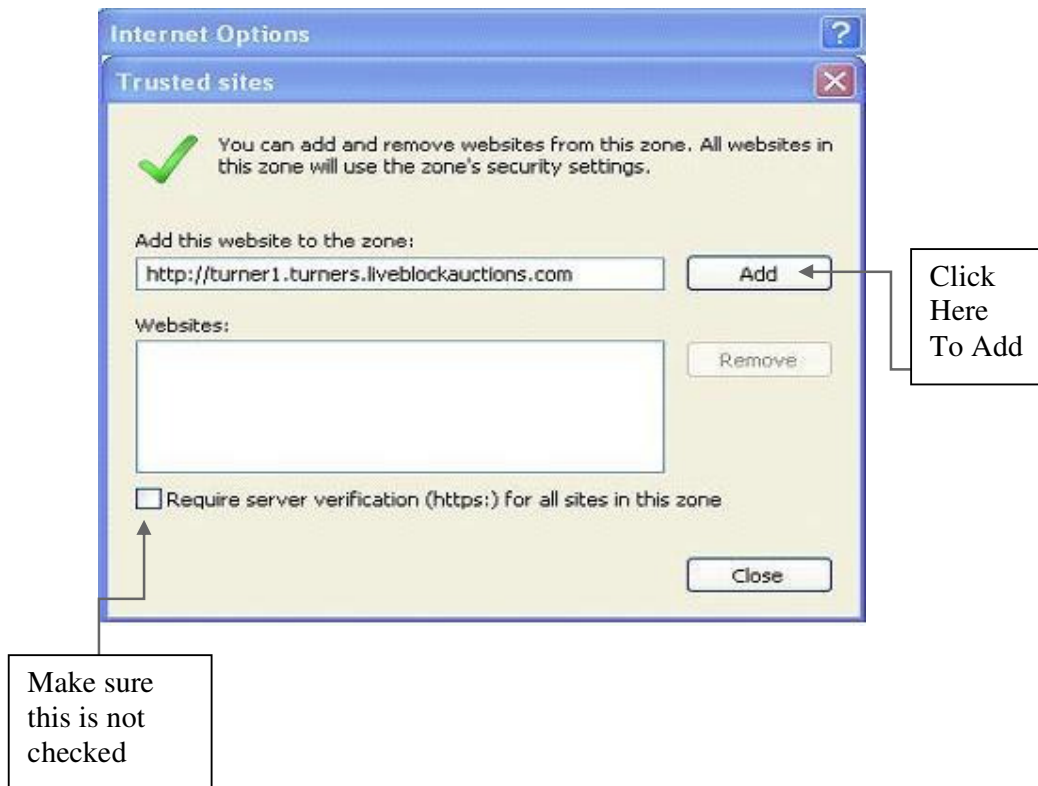 Internet Options
?
Trusted sites
You can add and remove websites from this zone. All websites in
this zone will use the zone's security settings.
Add this website to the zone:
http://turner1.turners.liveblockauctions.com
Add
Click
Here
To Add
Websites:
Remove
Require server verification (https:) for all sites in this zone
Close
Make sure
this is not
checked